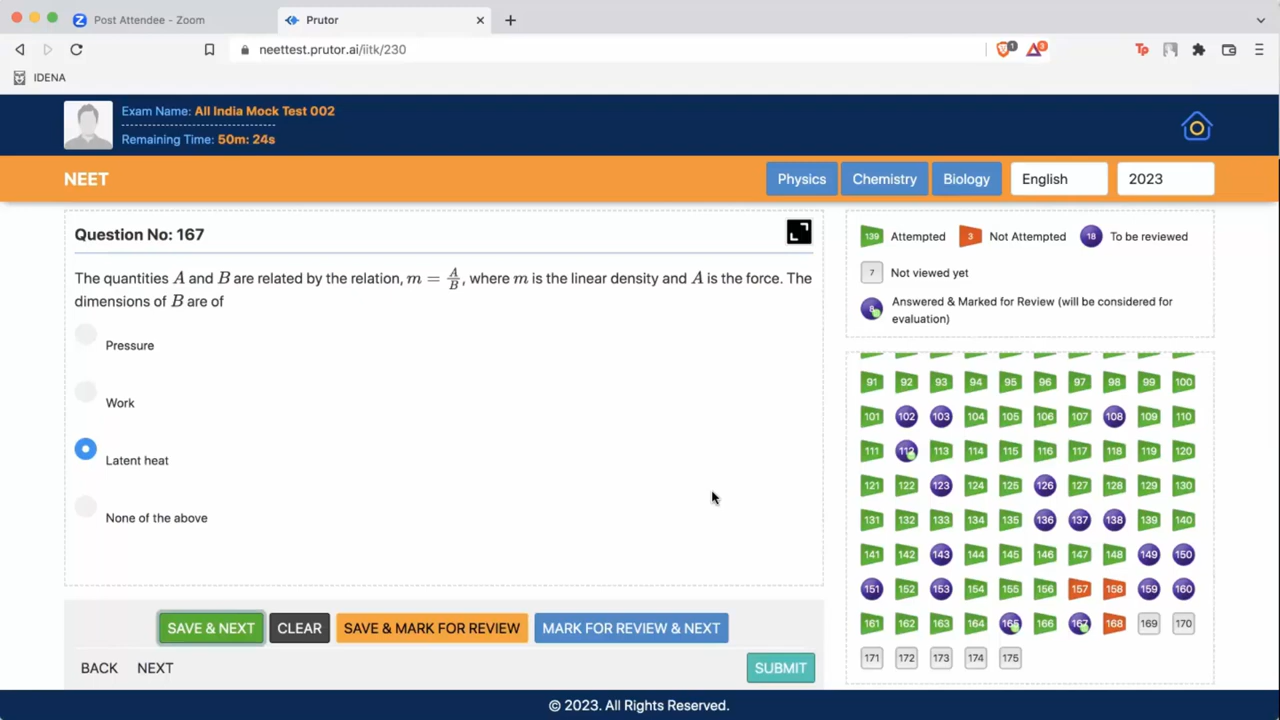 Post Attendee - Zoom
Prutor
neettest.prutor.ai/iitk/230
1
3
Tp
IDENA
Exam Name: All India Mock Test 002
Remaining Time: 50m: 24s
NEET
Physics
Chemistry
Biology
English
2023
Question No: 167
The quantities A and B are related by the relation, m = A/B, where m is the linear density and A is the force. The
dimensions of B are of
Pressure
Work
Latent heat
None of the above
SAVE & NEXT
CLEAR
SAVE & MARK FOR REVIEW
MARK FOR REVIEW & NEXT
BACK
NEXT
SUBMIT
139 Attempted
3 Not Attempted
18 To be reviewed
7 Not viewed yet
Answered & Marked for Review (will be considered for
evaluation)
91 92 93 94 95 96 97 98 99 100
101 102 103 104 105 106 107 108 109 110
111 112 113 114 115 116 117 118 119 120
121 122 123 124 125 126 127 128 129 130
131 132 133 134 135 136 137 138 139 140
141 142 143 144 145 146 147 148 149 150
151 152 153 154 155 156 157 158 159 160
161 162 163 164 165 166 167 168 169 170
171 172 173 174 175
© 2023. All Rights Reserved.